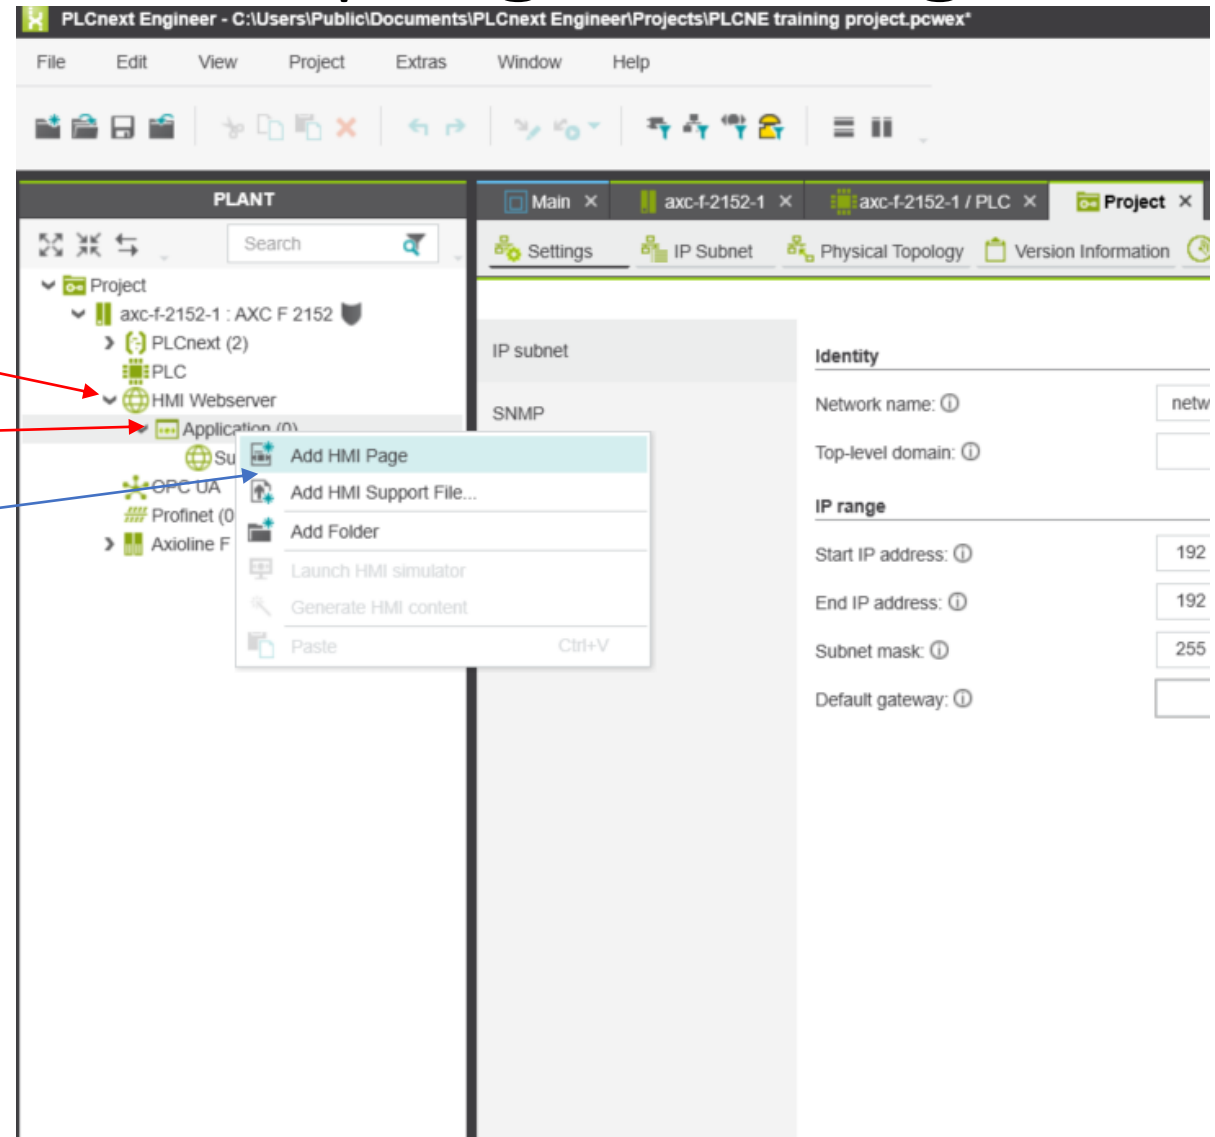 PLCnext Engineer - C:\Users\Public\Documents\PLCnext Engineer\Projects\PLCNE training project.pcwex*
File Edit View Project Extras Window Help
PLANT
Main × axc-f-2152-1 × axc-f-2152-1 / PLC × Project ×
Search
Settings IP Subnet Physical Topology Version Information
Project
axc-f-2152-1 : AXC F 2152
PLCnext (2)
PLC
HMI Webserver
Application (0)
Su
OPC UA
Profinet (0
Axioline F
Add HMI Page
Add HMI Support File...
Add Folder
Launch HMI simulator
Generate HMI content
Paste Ctrl+V
IP subnet
SNMP
Identity
Network name: netw
Top-level domain:
IP range
Start IP address: 192
End IP address: 192
Subnet mask: 255
Default gateway: